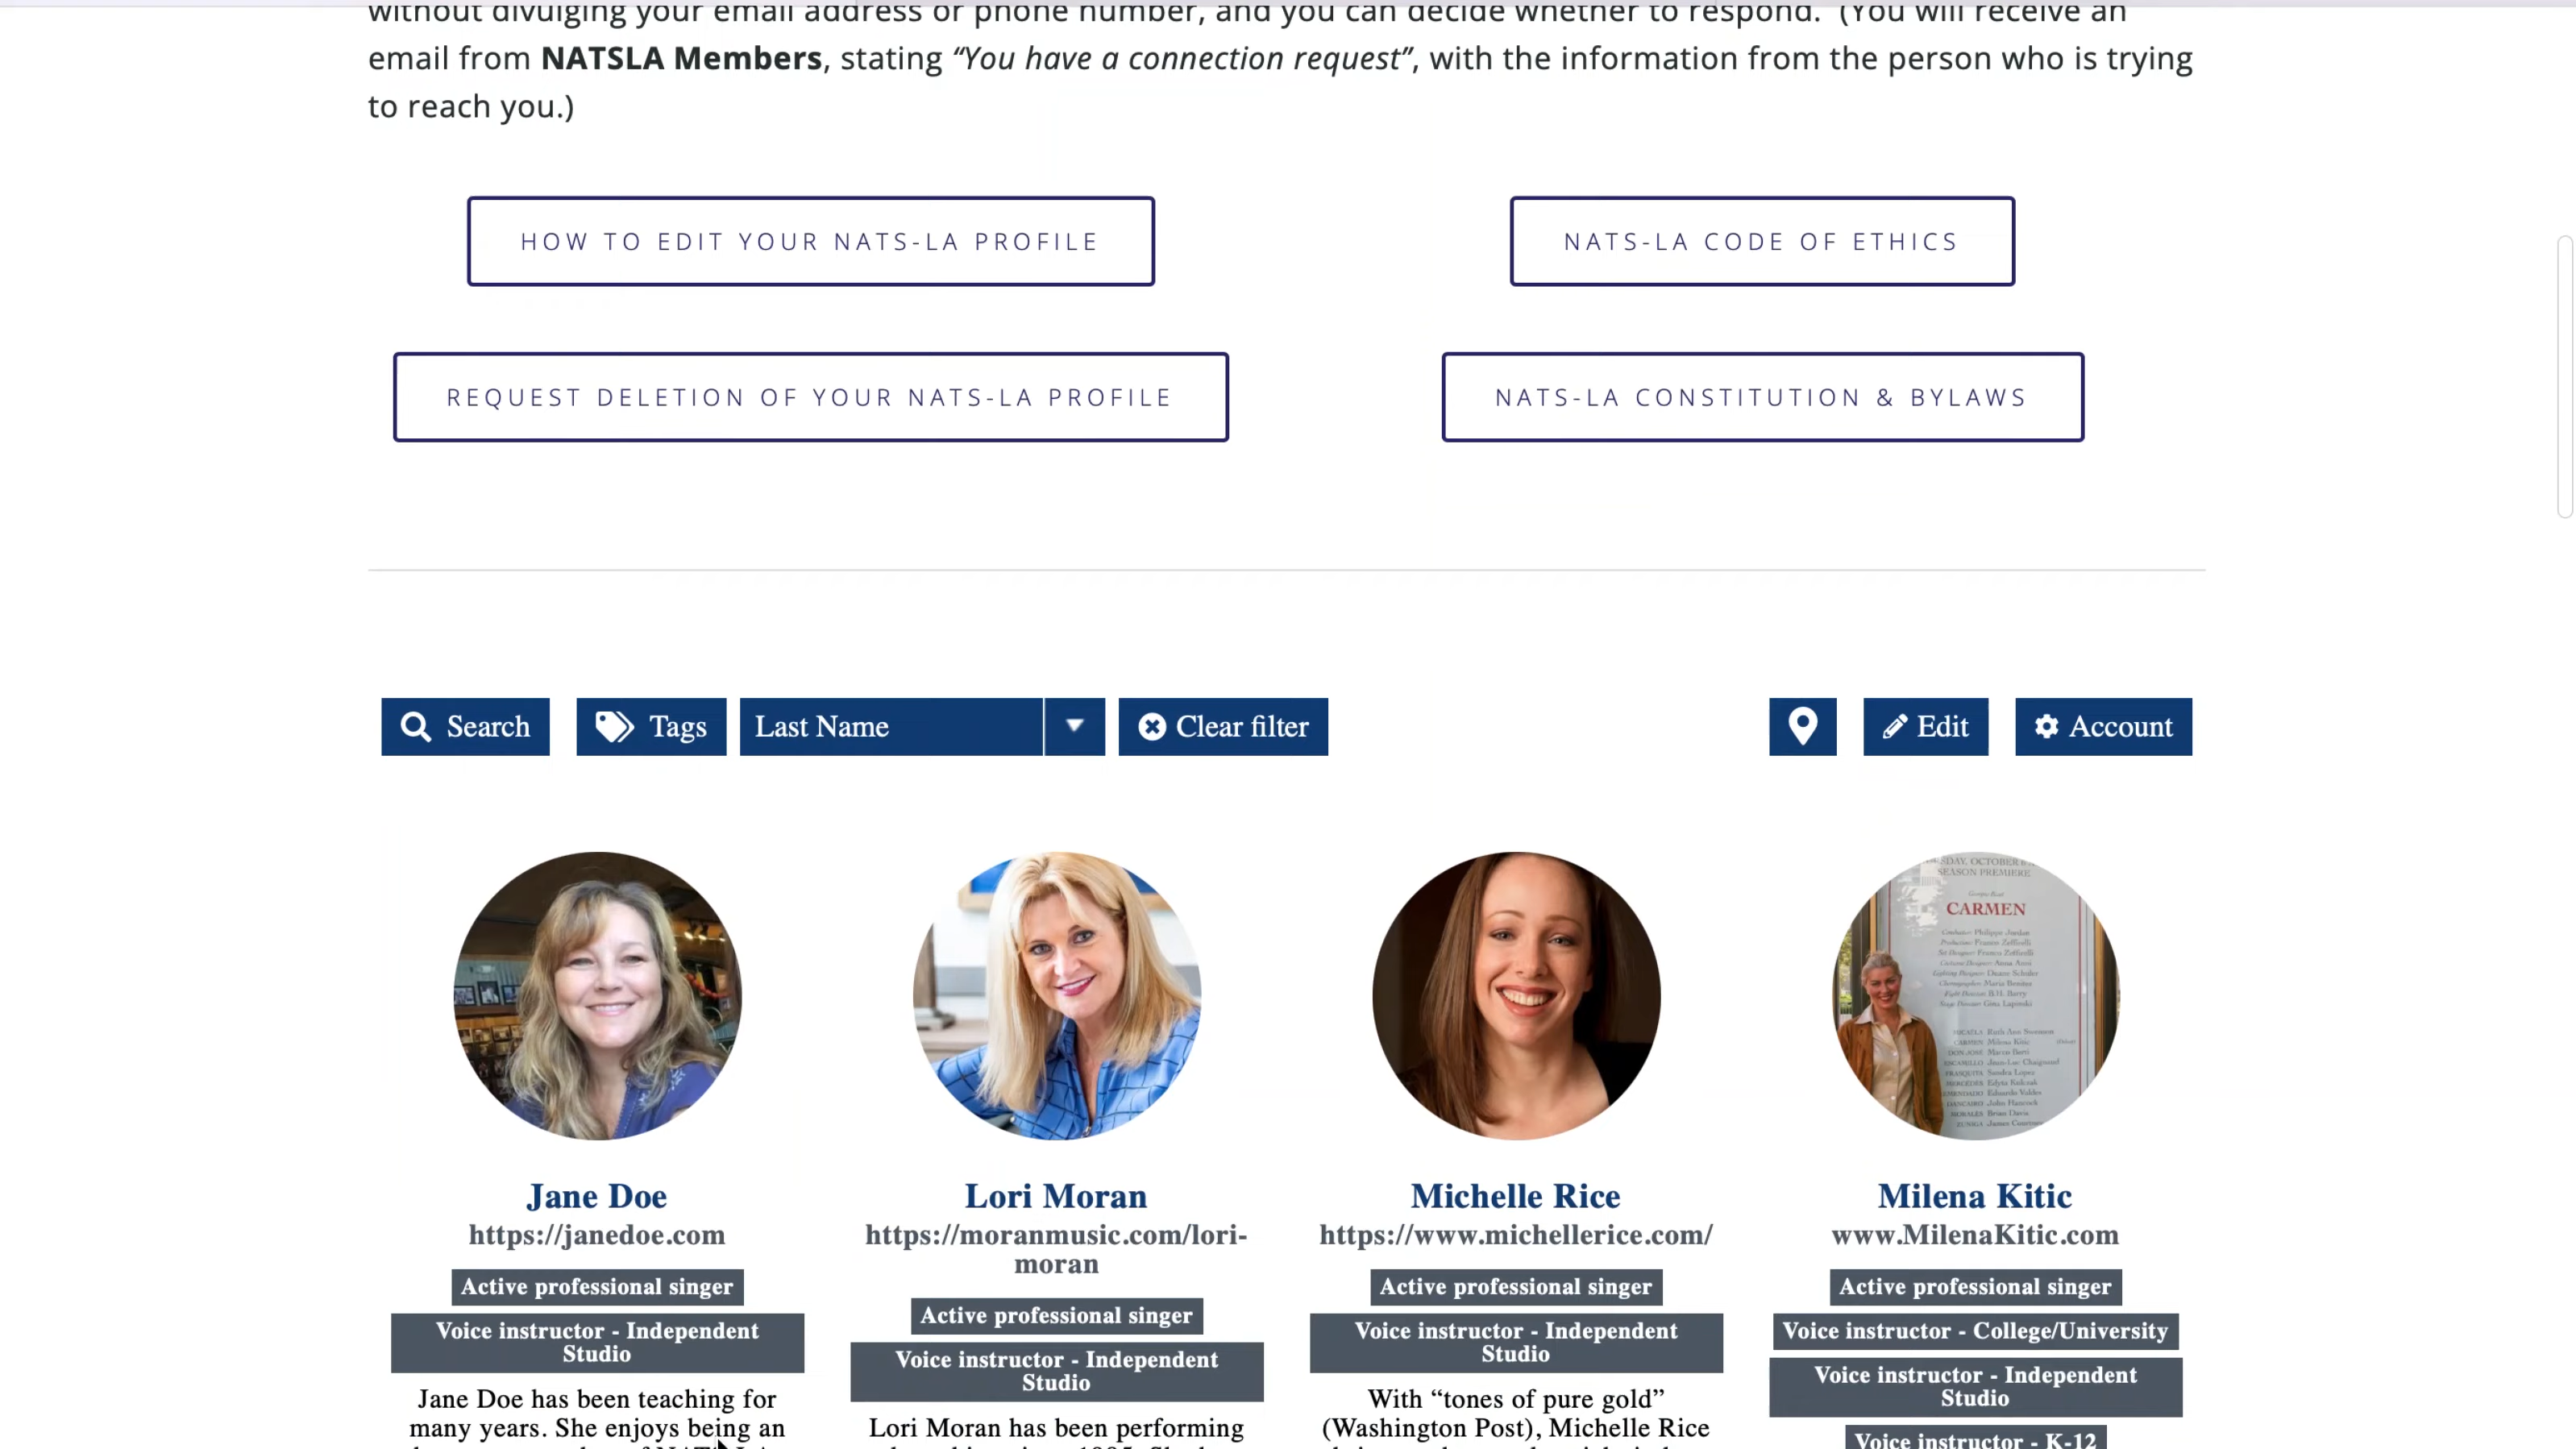 without divulging your email address or phone number, and you can decide whether to respond. (You will receive an
email from NATSLA Members, stating “You have a connection request”, with the information from the person who is trying
to reach you.)
HOW TO EDIT YOUR NATS-LA PROFILE
NATS-LA CODE OF ETHICS
REQUEST DELETION OF YOUR NATS-LA PROFILE
NATS-LA CONSTITUTION & BYLAWS
Search
Tags
Last Name
Clear filter
Edit
Account
SEASON PREMIERE
CARMEN
Jane Doe
https://janedoe.com
Active professional singer
Voice instructor - Independent
Studio
Jane Doe has been teaching for
many years. She enjoys being an
Lori Moran
https://moranmusic.com/lori-
moran
Active professional singer
Voice instructor - Independent
Studio
Lori Moran has been performing
Michelle Rice
https://www.michellerice.com/
Active professional singer
Voice instructor - Independent
Studio
With “tones of pure gold”
(Washington Post), Michelle Rice
Milena Kitic
www.MilenaKitic.com
Active professional singer
Voice instructor - College/University
Voice instructor - Independent
Studio
Voice instructor - K-12